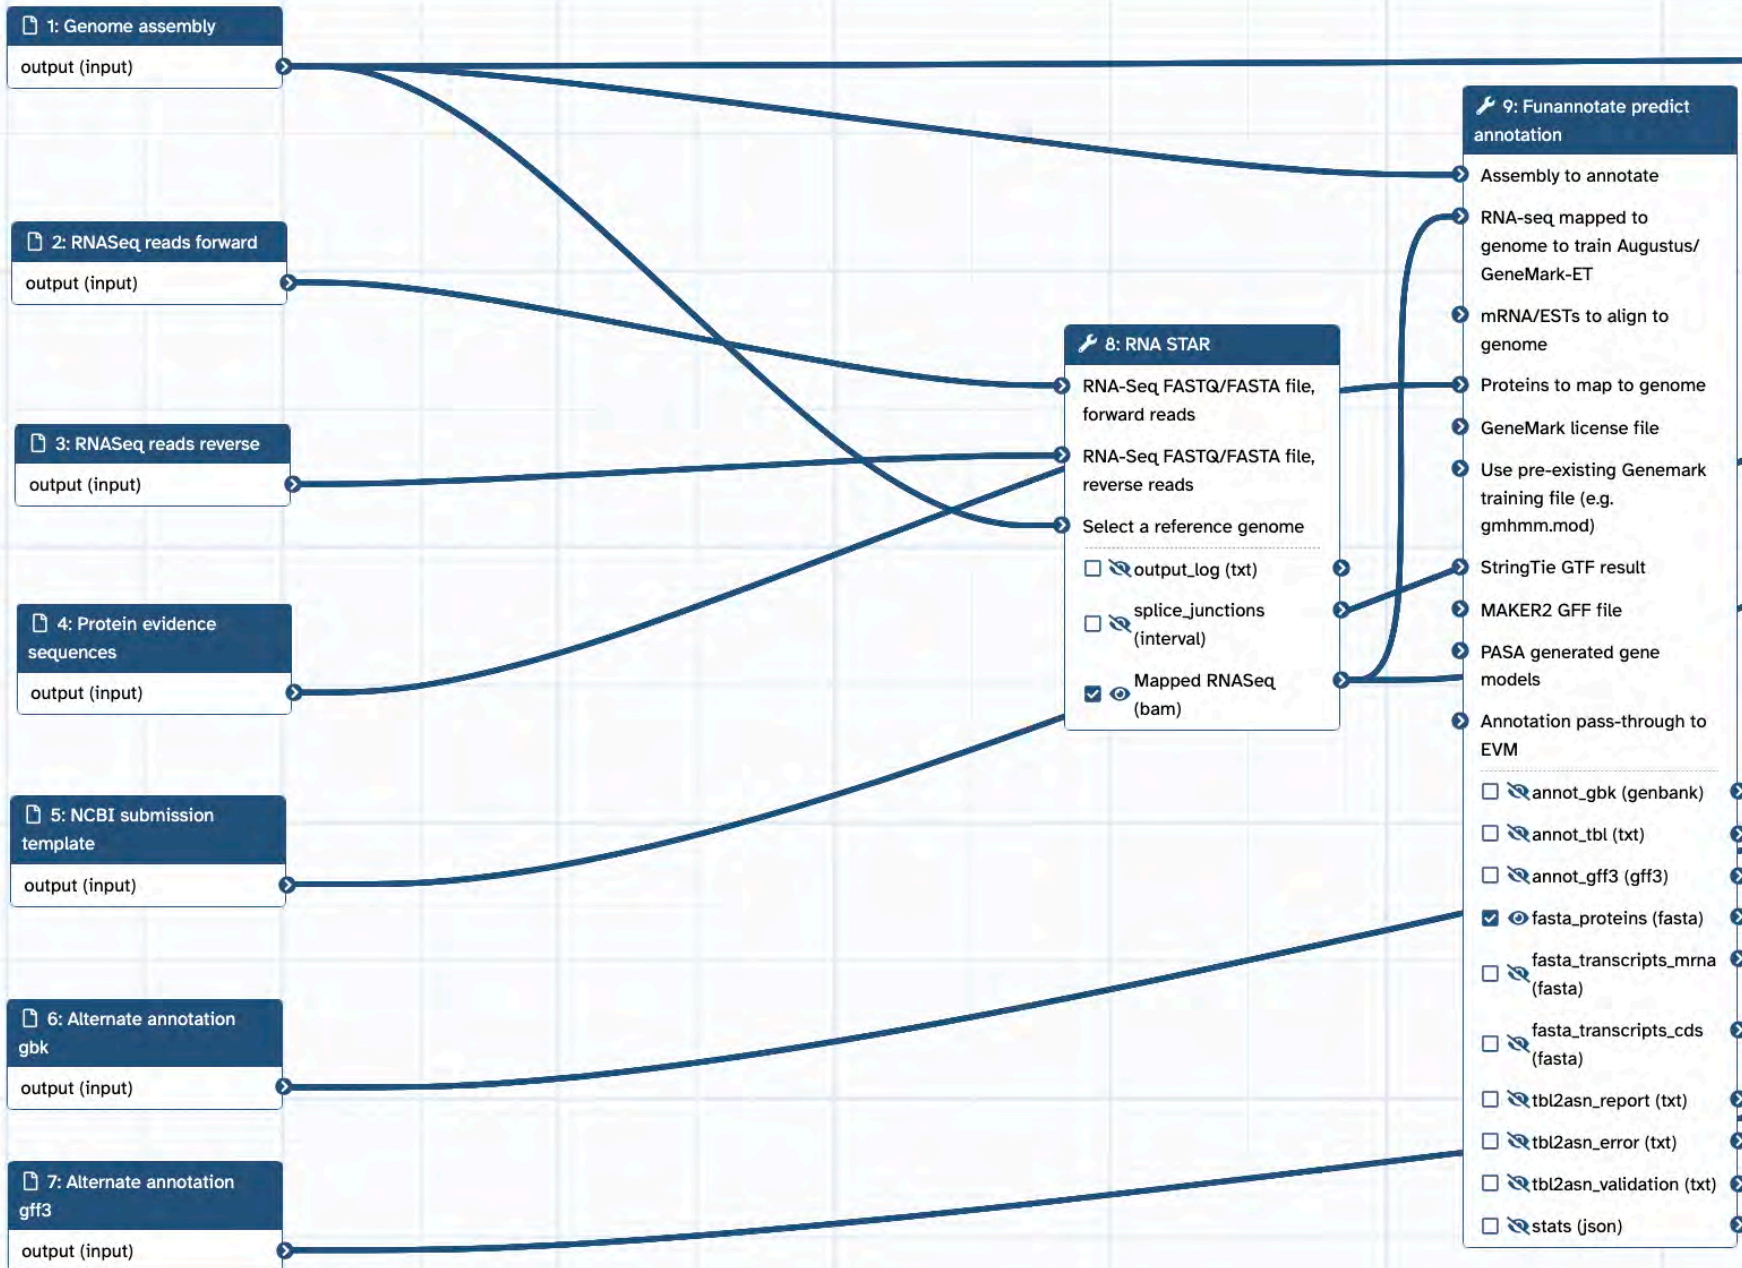 1: Genome assembly
output (input)
2: RNASeq reads forward
output (input)
3: RNASeq reads reverse
output (input)
4: Protein evidence
sequences
output (input)
5: NCBI submission
template
output (input)
6: Alternate annotation
gbk
output (input)
7: Alternate annotation
gff3
output (input)
8: RNA STAR
RNA-Seq FASTQ/FASTA file,
forward reads
RNA-Seq FASTQ/FASTA file,
reverse reads
Select a reference genome
output_log (txt)
splice_junctions
(interval)
Mapped RNASeq
(bam)
9: Funannotate predict
annotation
Assembly to annotate
RNA-seq mapped to
genome to train Augustus/
GeneMark-ET
mRNA/ESTs to align to
genome
Proteins to map to genome
GeneMark license file
Use pre-existing Genemark
training file (e.g.
gmhmm.mod)
StringTie GTF result
MAKER2 GFF file
PASA generated gene
models
Annotation pass-through to
EVM
annot_gbk (genbank)
annot_tbl (txt)
annot_gff3 (gff3)
fasta_proteins (fasta)
fasta_transcripts_mrna
(fasta)
fasta_transcripts_cds
(fasta)
tbl2asn_report (txt)
tbl2asn_error (txt)
tbl2asn_validation (txt)
stats (json)